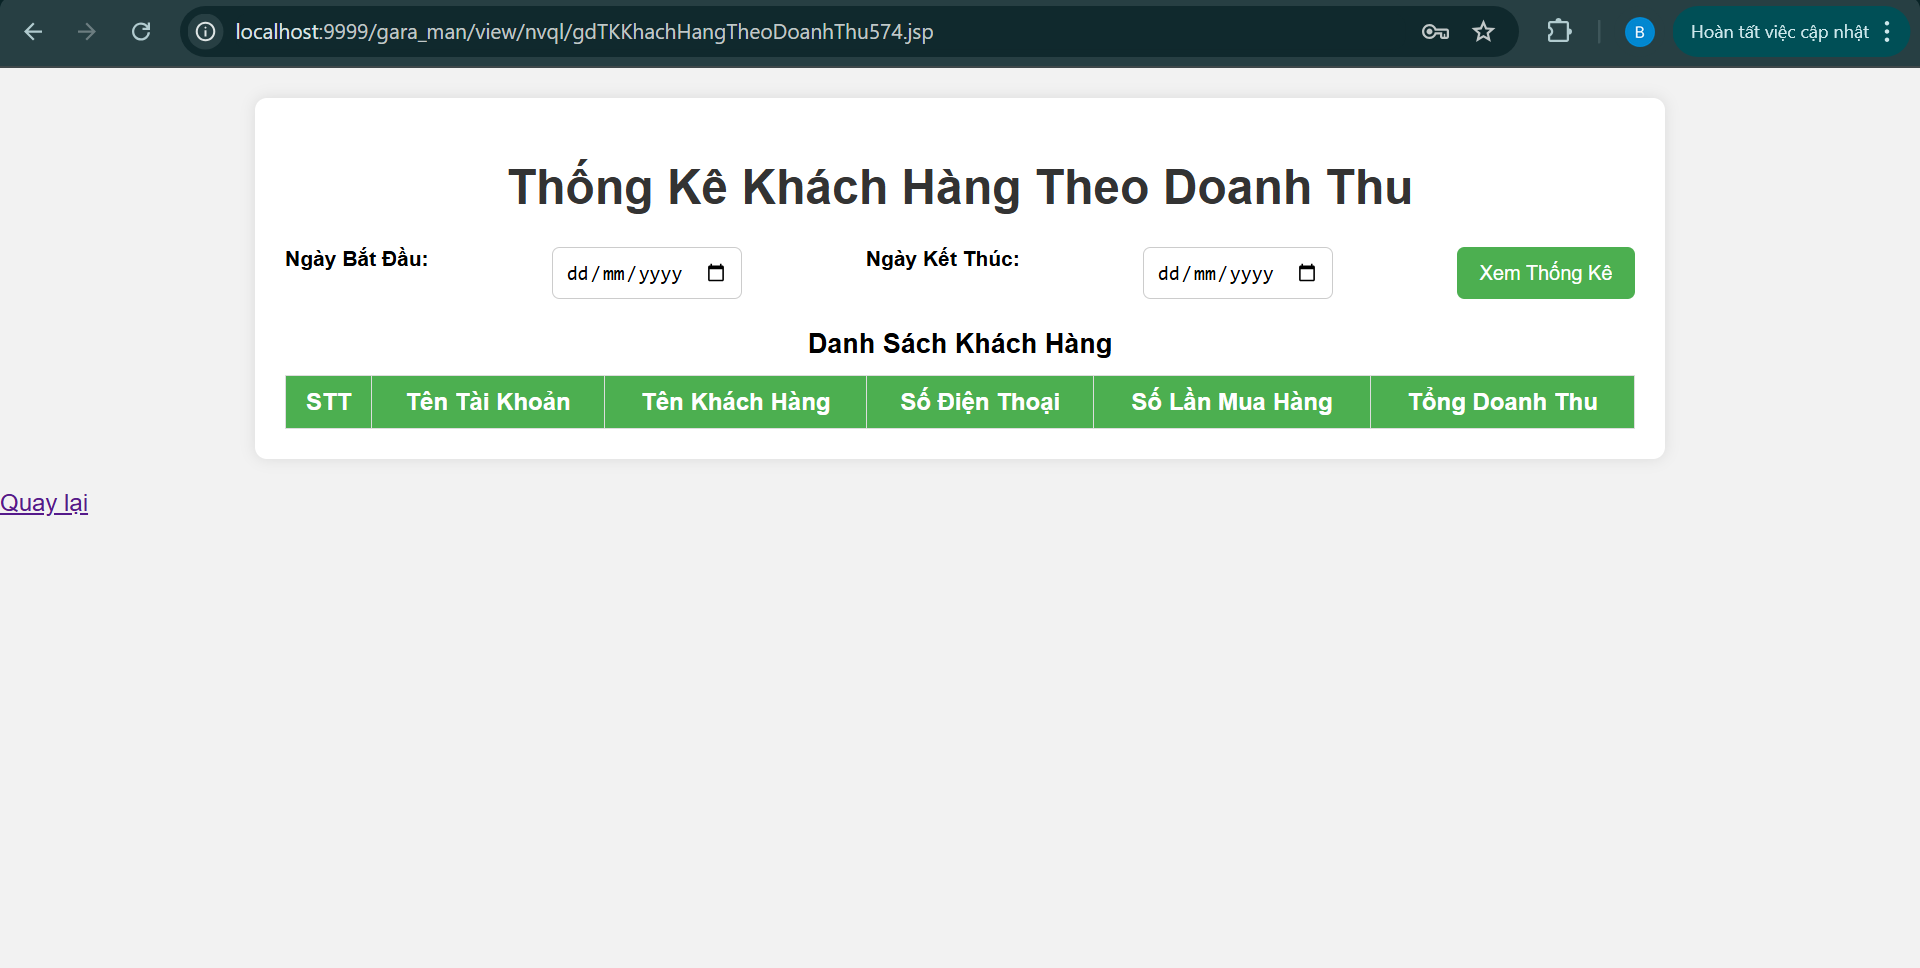 localhost:9999/gara_man/view/nvql/gdTKKhachHangTheoDoanhThu574.jsp
B
Hoàn tất việc cập nhật
Thống Kê Khách Hàng Theo Doanh Thu
Ngày Bắt Đầu: dd/mm/yyyy Ngày Kết Thúc: dd/mm/yyyy Xem Thống Kê
Danh Sách Khách Hàng
STT Tên Tài Khoản Tên Khách Hàng Số Điện Thoại Số Lần Mua Hàng Tổng Doanh Thu
Quay lại